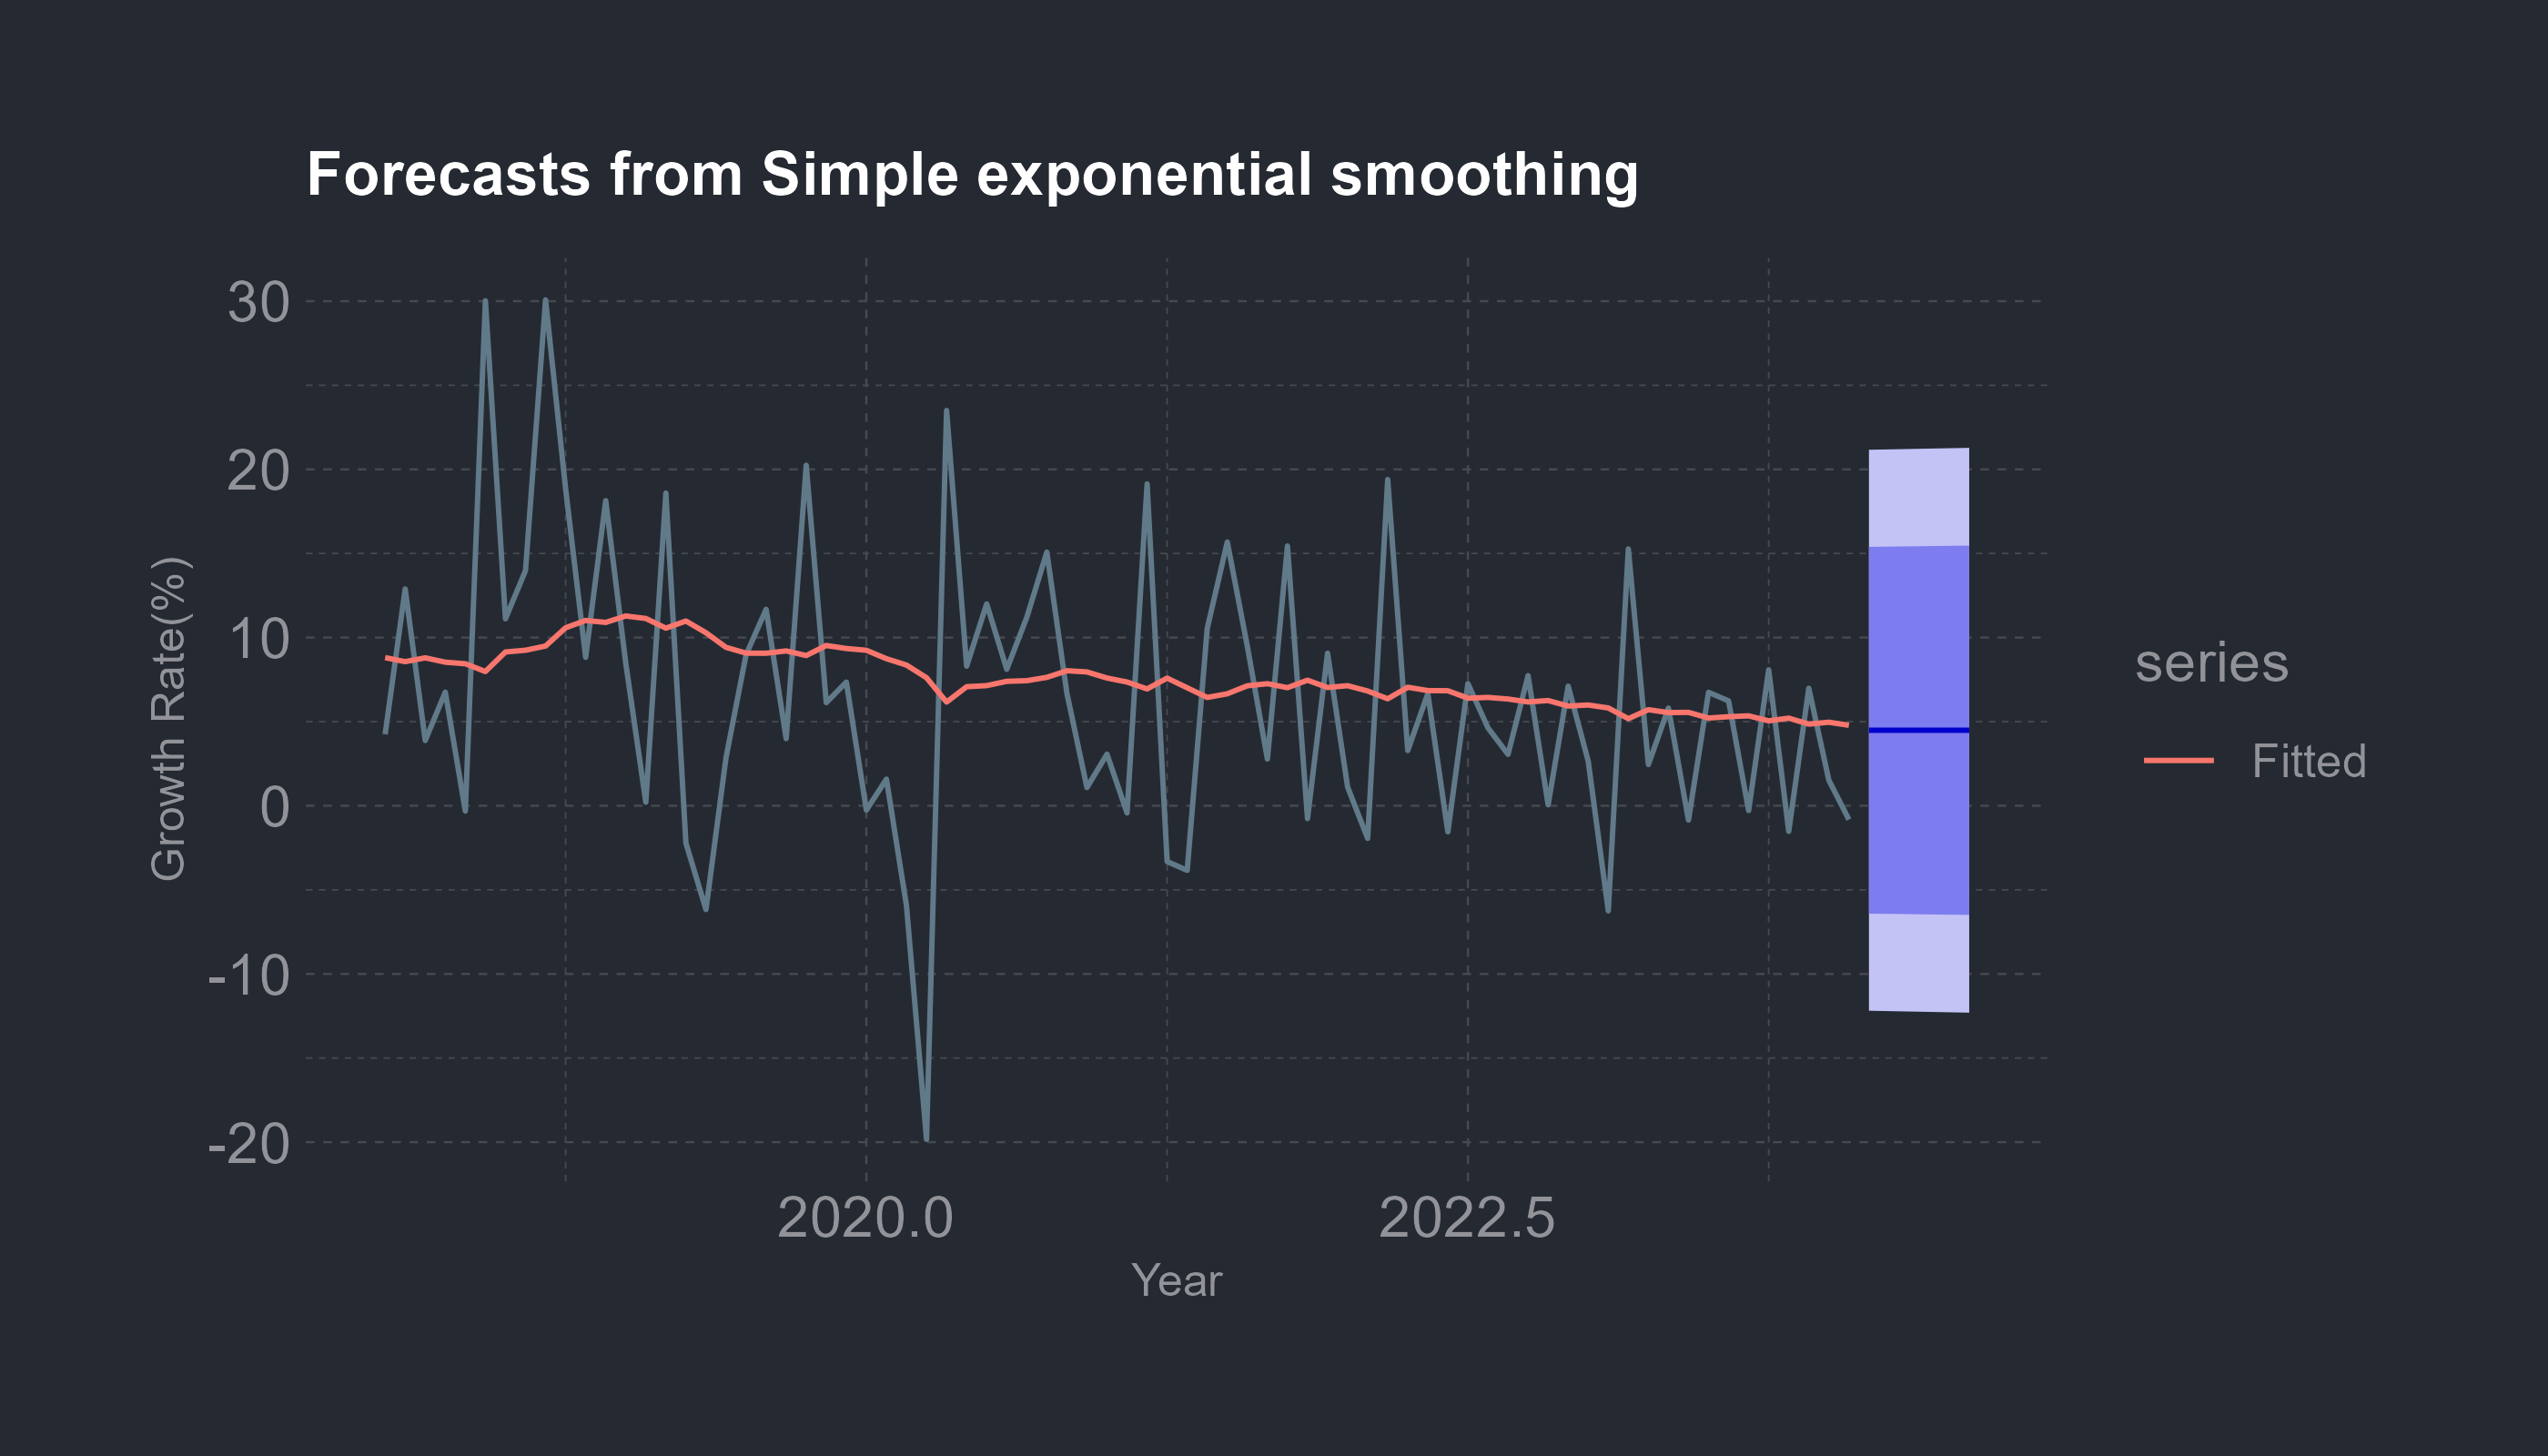 Forecasts from Simple exponential smoothing
30
20
10
0
-10
-20
Growth Rate(%)
2020.0
2022.5
Year
series
Fitted